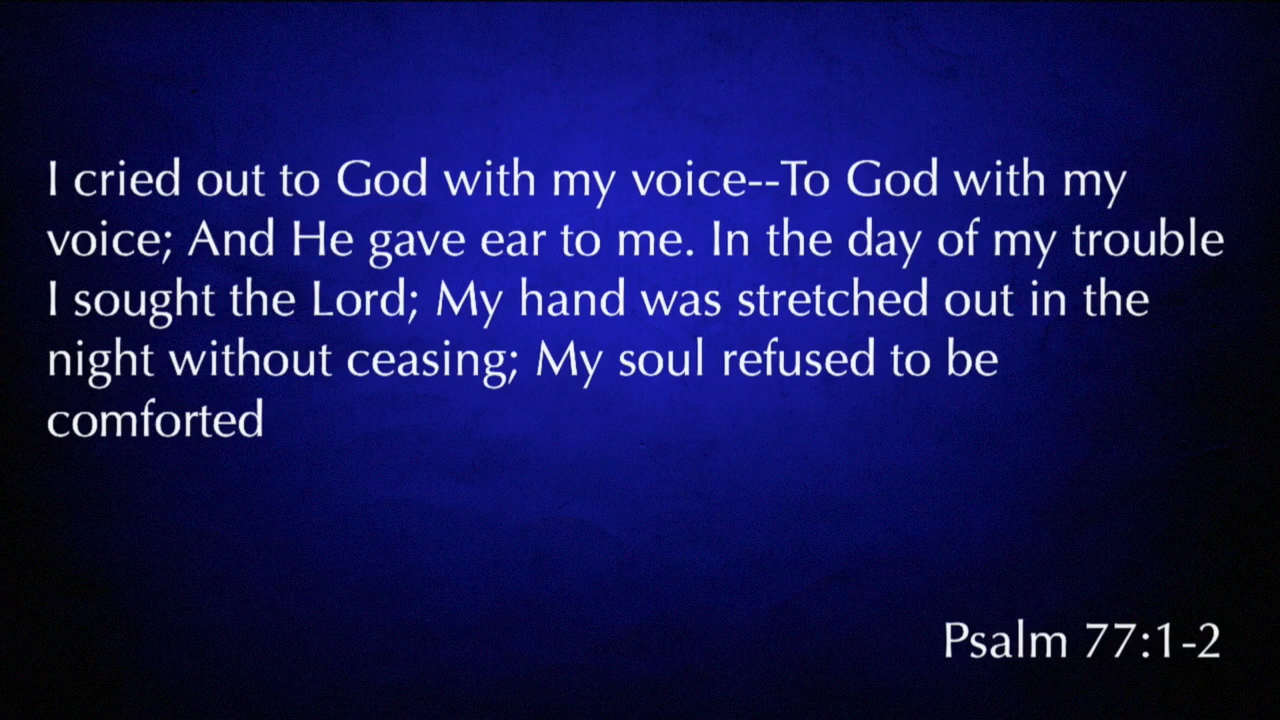 I cried out to God with my voice--To God with my
voice; And He gave ear to me. In the day of my trouble
I sought the Lord; My hand was stretched out in the
night without ceasing; My soul refused to be
comforted
Psalm 77:1-2